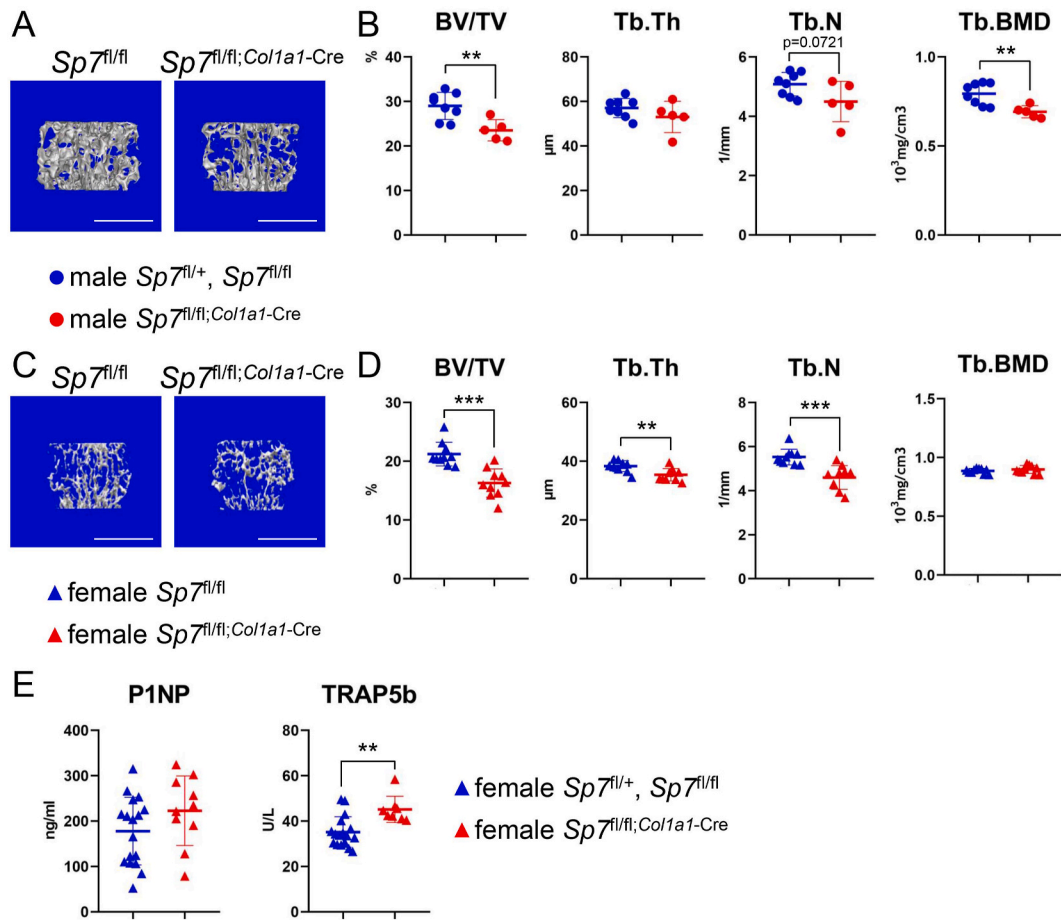 A
Sp7fl/fl Sp7fl/fl;Col1a1-Cre
male Sp7fl/+, Sp7fl/fl
male Sp7fl/fl;Col1a1-Cre
B
BV/TV Tb.Th Tb.N Tb.BMD
% 40 30 20 10 0 **
µm 80 60 40 20 0
1/mm 6 4 2 0 p=0.0721
10³mg/cm3 1.0 0.5 0.0 **
C
Sp7fl/fl Sp7fl/fl;Col1a1-Cre
female Sp7fl/fl
female Sp7fl/fl;Col1a1-Cre
D
BV/TV Tb.Th Tb.N Tb.BMD
% 30 20 10 0 ***
µm 60 40 20 0 **
1/mm 8 6 4 2 0 ***
10³mg/cm3 1.5 1.0 0.5 0.0
E
P1NP TRAP5b
ng/ml 400 300 200 100 0
U/L 80 60 40 20 0 **
female Sp7fl/+, Sp7fl/fl
female Sp7fl/fl;Col1a1-Cre